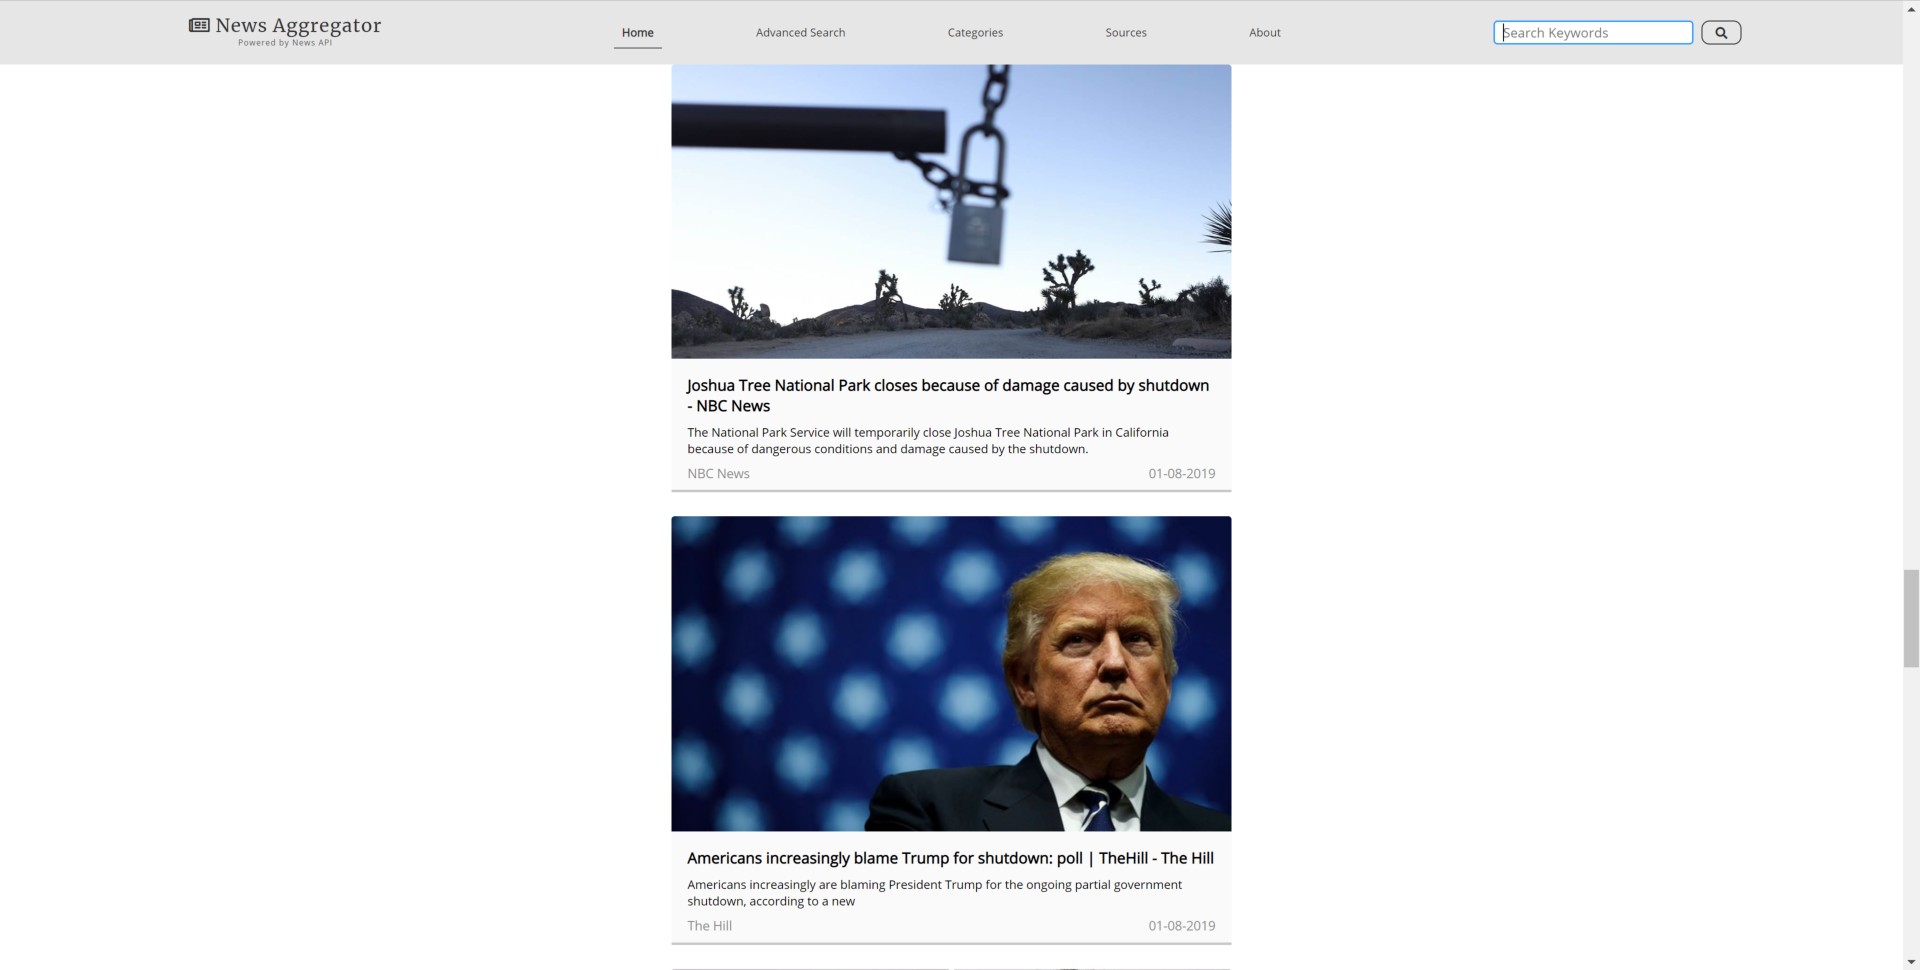 News Aggregator
Powered by News API
Home
Advanced Search
Categories
Sources
About
Search Keywords
Joshua Tree National Park closes because of damage caused by shutdown
- NBC News
The National Park Service will temporarily close Joshua Tree National Park in California
because of dangerous conditions and damage caused by the shutdown.
NBC News
01-08-2019
Americans increasingly blame Trump for shutdown: poll | TheHill - The Hill
Americans increasingly are blaming President Trump for the ongoing partial government
shutdown, according to a new
The Hill
01-08-2019